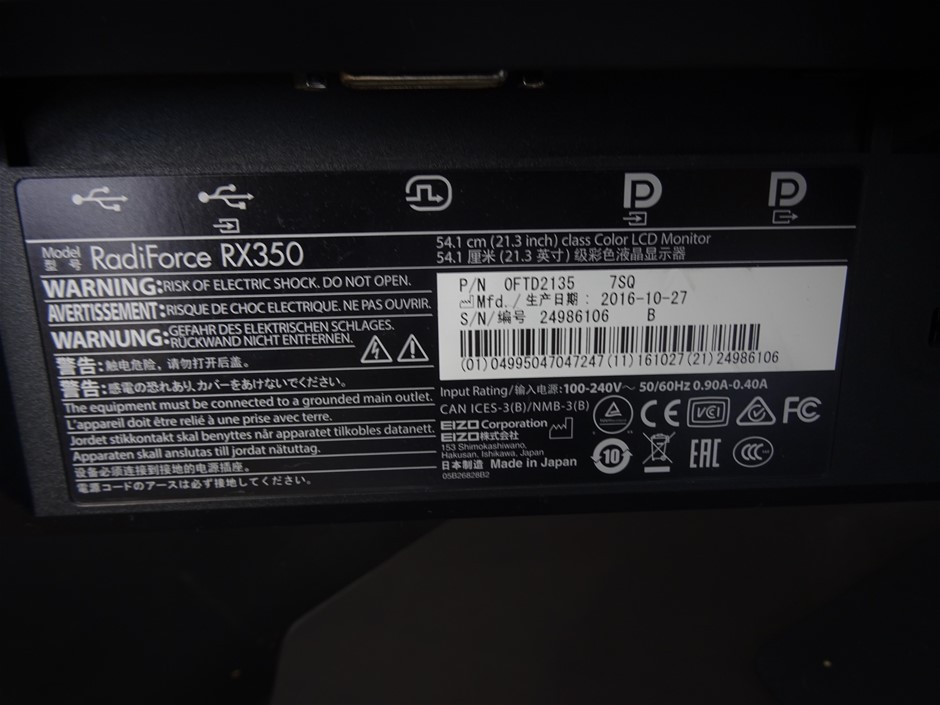 Model
型 号
RadiForce RX350
54.1 cm (21.3 inch) class Color LCD Monitor
54.1 厘米 (21.3 英寸) 级彩色液晶显示器
WARNING:RISK OF ELECTRIC SHOCK. DO NOT OPEN.
AVERTISSEMENT:RISQUE DE CHOC ELECTRIQUE. NE PAS OUVRIR.
WARNUNG:GEFAHR DES ELEKTRISCHEN SCHLAGES.
RÜCKWAND NICHT ENTFERNEN.
警告:触电危险，请勿打开后盖。
警告:感電の恐れあり、カバーをあけないでください。
The equipment must be connected to a grounded main outlet.
L'appareil doit être relié à une prise avec terre.
Jordet stikkontakt skal benyttes når apparatet tilkobles datanett.
Apparaten skall anslutas till jordat nätuttag.
设备必须连接到接地的电源插座。
電源コードのアースは必ず接地してください。
P/N 0FTD2135 7SQ
Mfd./生产日期: 2016-10-27
S/N/编号 24986106 B
(01)04995047047247(11)161027(21)24986106
Input Rating/输入电源:100-240V～ 50/60Hz 0.90A-0.40A
CAN ICES-3(B)/NMB-3(B)
EIZO Corporation
EIZO株式会社
153 Shimokashiwano,
Hakusan, Ishikawa, Japan
日本制造 Made in Japan
05B26828B2
CE
VCI
FC
10
EAC
CCC